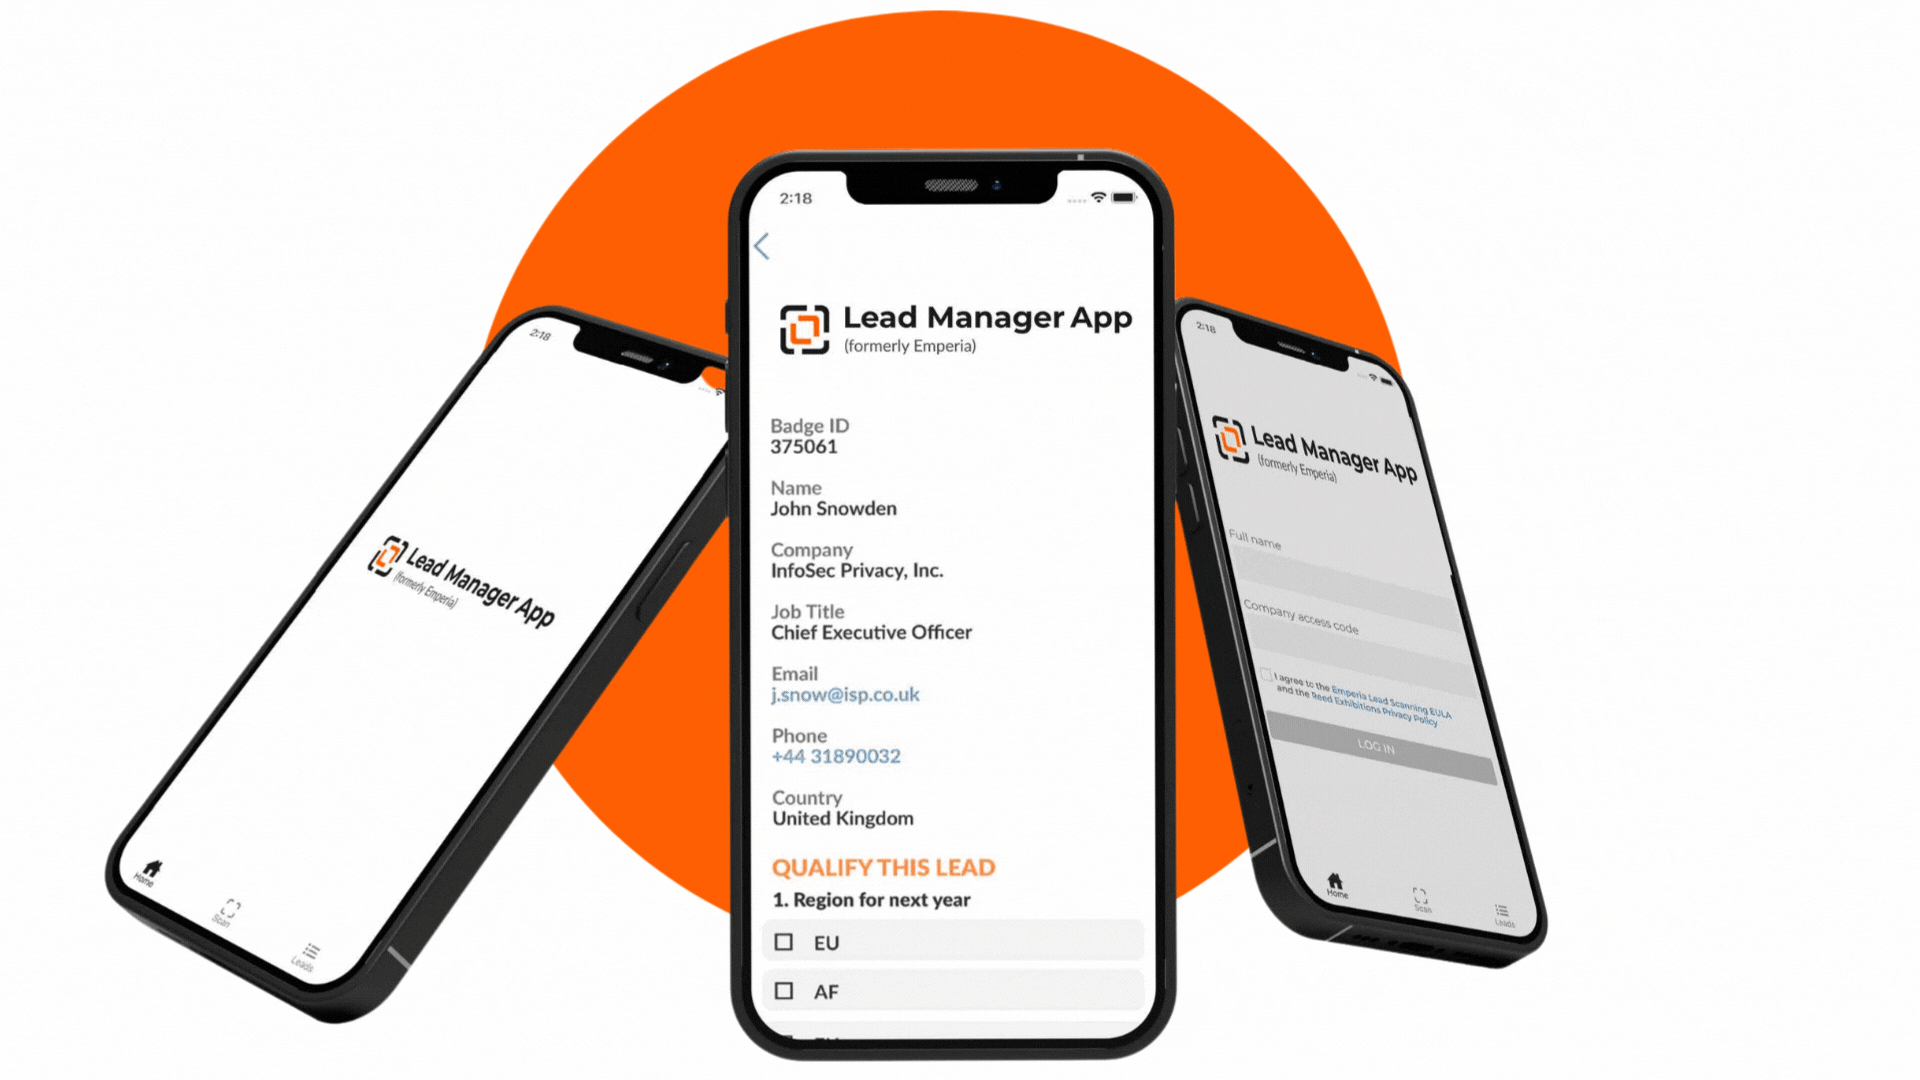 2:18
Lead Manager App
(formerly Emperia)
Home
Scan
Leads
2:18
Lead Manager App
(formerly Emperia)
Badge ID
375061
Name
John Snowden
Company
InfoSec Privacy, Inc.
Job Title
Chief Executive Officer
Email
j.snow@isp.co.uk
Phone
+44 31890032
Country
United Kingdom
QUALIFY THIS LEAD
1. Region for next year
EU
AF
2:18
Lead Manager App
(formerly Emperia)
Full name
Company access code
I agree to the Emperia Lead Scanning EULA
and the Reed Exhibitions Privacy Policy
LOG IN
Home
Scan
Leads